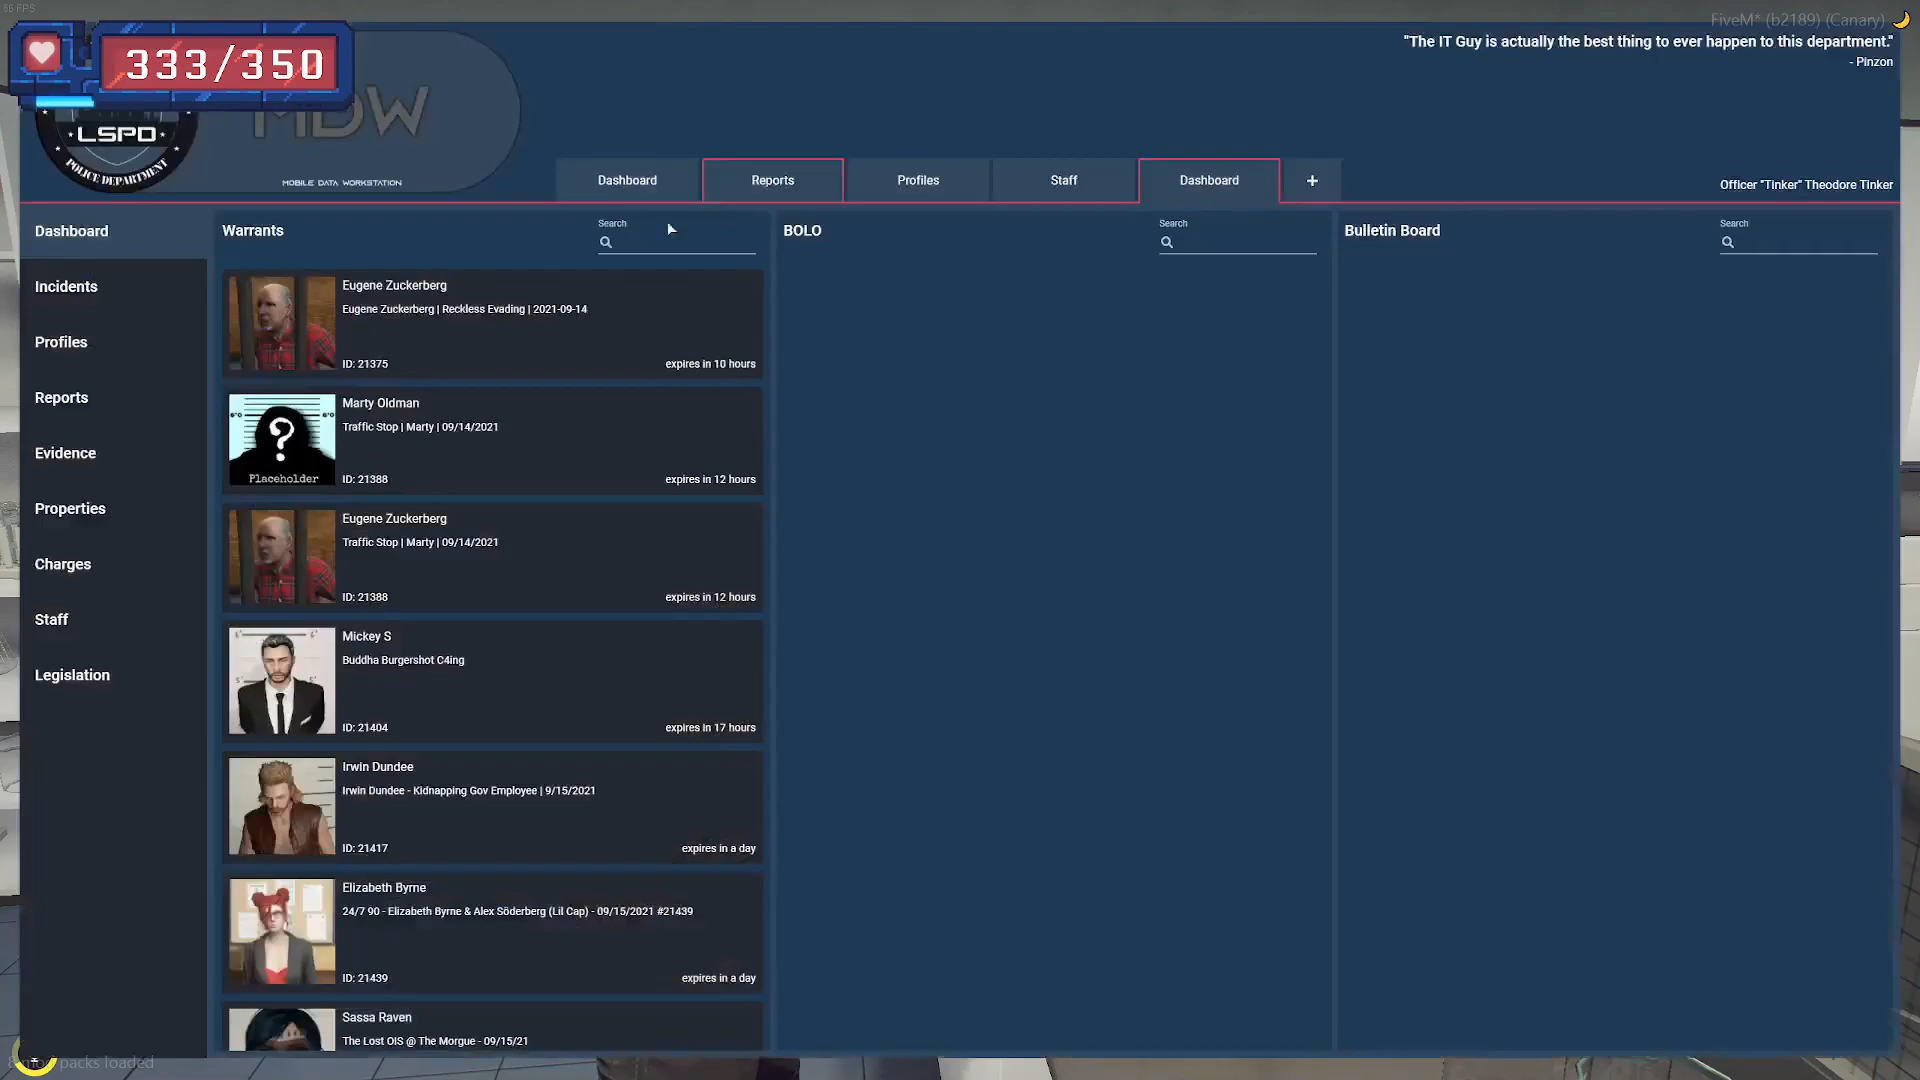 56 FPS
FiveM* (b2189) (Canary)
333/350
"The IT Guy is actually the best thing to ever happen to this department."
- Pinzon
MDW
LSPD
POLICE DEPARTMENT
MOBILE DATA WORKSTATION
Dashboard
Reports
Profiles
Staff
Dashboard
+
Officer "Tinker" Theodore Tinker
Dashboard
Incidents
Profiles
Reports
Evidence
Properties
Charges
Staff
Legislation
Warrants
Search
Eugene Zuckerberg
Eugene Zuckerberg | Reckless Evading | 2021-09-14
ID: 21375
expires in 10 hours
Marty Oldman
Traffic Stop | Marty | 09/14/2021
Placeholder
ID: 21388
expires in 12 hours
Eugene Zuckerberg
Traffic Stop | Marty | 09/14/2021
ID: 21388
expires in 12 hours
Mickey S
Buddha Burgershot C4ing
ID: 21404
expires in 17 hours
Irwin Dundee
Irwin Dundee - Kidnapping Gov Employee | 9/15/2021
ID: 21417
expires in a day
Elizabeth Byrne
24/7 90 - Elizabeth Byrne & Alex Söderberg (Lil Cap) - 09/15/2021 #21439
ID: 21439
expires in a day
Sassa Raven
The Lost OIS @ The Morgue - 09/15/21
BOLO
Search
Bulletin Board
Search
packs loaded